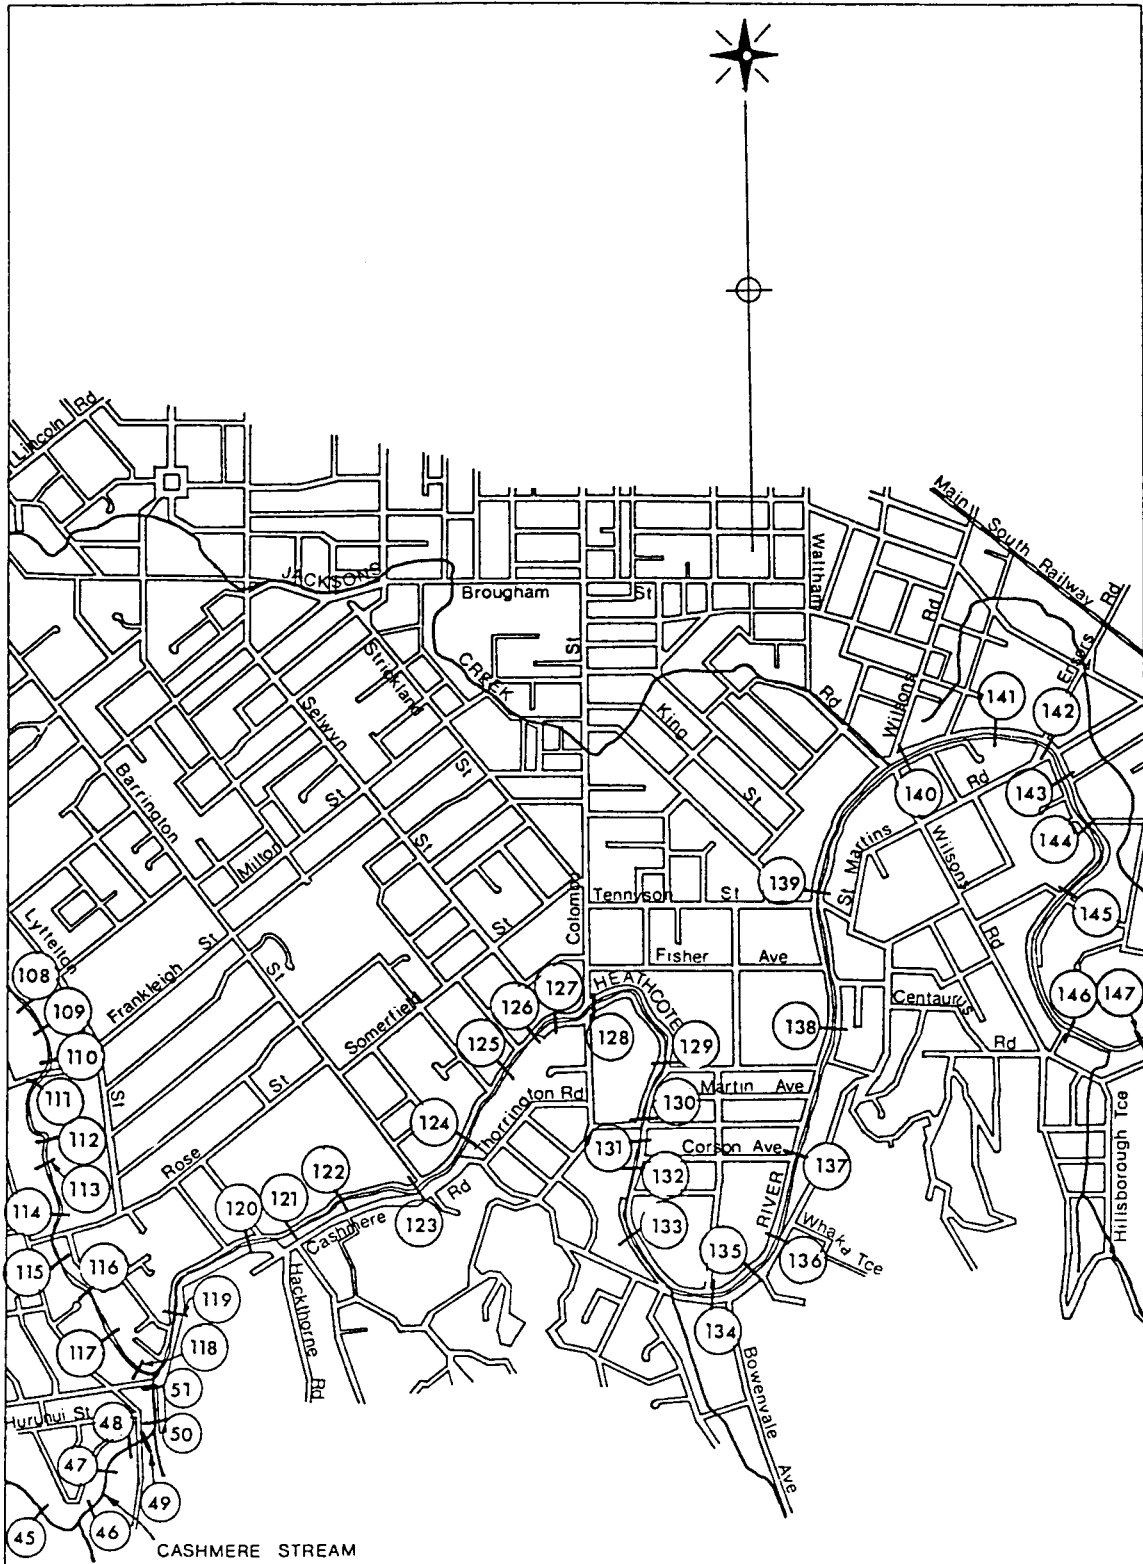 Lincoln Rd
Main South Railway
JACKSONS
Brougham St
Waltham
Rd
Ensors Rd
Wilsons Rd
CREEK
St
Strickland
Selwyn
King St
St
St
141
142
Barrington
St
Milton
Rd
140
143
144
139
St Martins
Wilsons
Rd
Colombo
Tennyson St
145
Lyttelton
Frankleigh St
St
St
Fisher Ave
108
109
HEATHCOTE
126
127
Centaurus
Rd
146
147
Somerfield
St
138
128
125
129
110
111
St
Thorrington Rd
Martin Ave
130
112
124
131
Corson Ave
137
Rose
113
122
132
114
120
121
Rd
123
133
Cashmere
RIVER
Whaka Tce
Hillsborough Tce
115
116
135
136
Hackthorne Rd
119
117
118
134
51
Bowenvale Ave
Hurunui St
48
50
47
49
45
46
CASHMERE STREAM